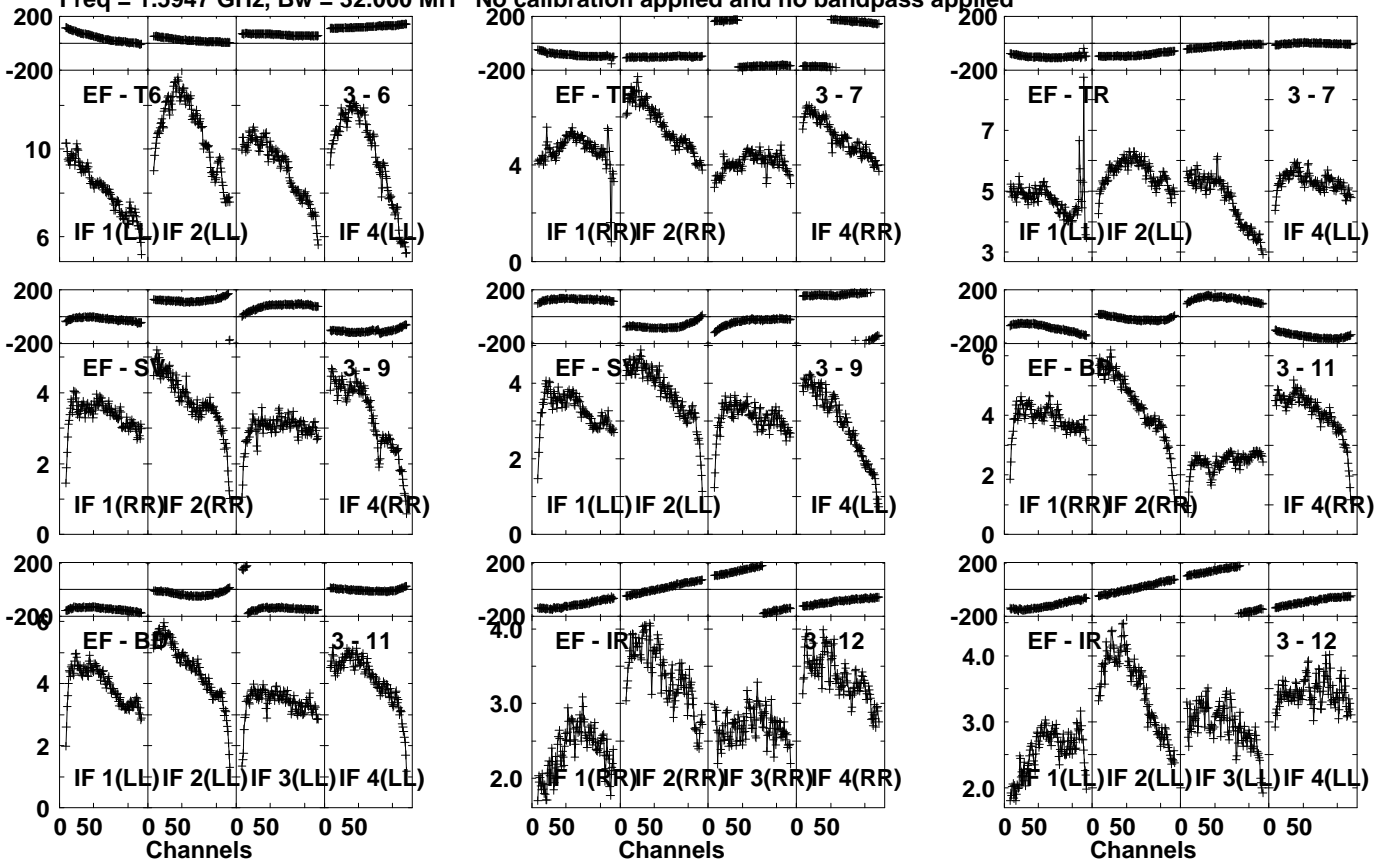 Freq = 1.5947 GHz, Bw = 32.000 MH No calibration applied and no bandpass applied
200 200 200
-200 -200 -200
EF - T6 3 - 6 EF - TR 3 - 7 EF - TR 3 - 7
10 4 7
5
6 0 3
IF 1(LL) IF 2(LL) IF 4(LL) IF 1(RR) IF 2(RR) IF 4(RR) IF 1(LL) IF 2(LL) IF 4(LL)
200 200 200
-200 -200 -200
EF - SV 3 - 9 EF - SV 3 - 9 EF - BD 3 - 11
6
4 4 4
2 2 2
IF 1(RR) IF 2(RR) IF 4(RR) IF 1(LL) IF 2(LL) IF 4(LL) IF 1(RR) IF 2(RR) IF 4(RR)
0 0 0
200 200 200
-200 -200 -200
6 4.0
EF - BD 3 - 11 EF - IR 3 - 12 EF - IR 3 - 12
4 3.0 4.0
2 2.0 3.0
0 2.0
IF 1(LL) IF 2(LL) IF 3(LL) IF 4(LL) IF 1(RR) IF 2(RR) IF 3(RR) IF 4(RR) IF 1(LL) IF 2(LL) IF 3(LL) IF 4(LL)
0 50 0 50 0 50 0 50 0 50 0 50 0 50 0 50 0 50 0 50 0 50 0 50
Channels Channels Channels